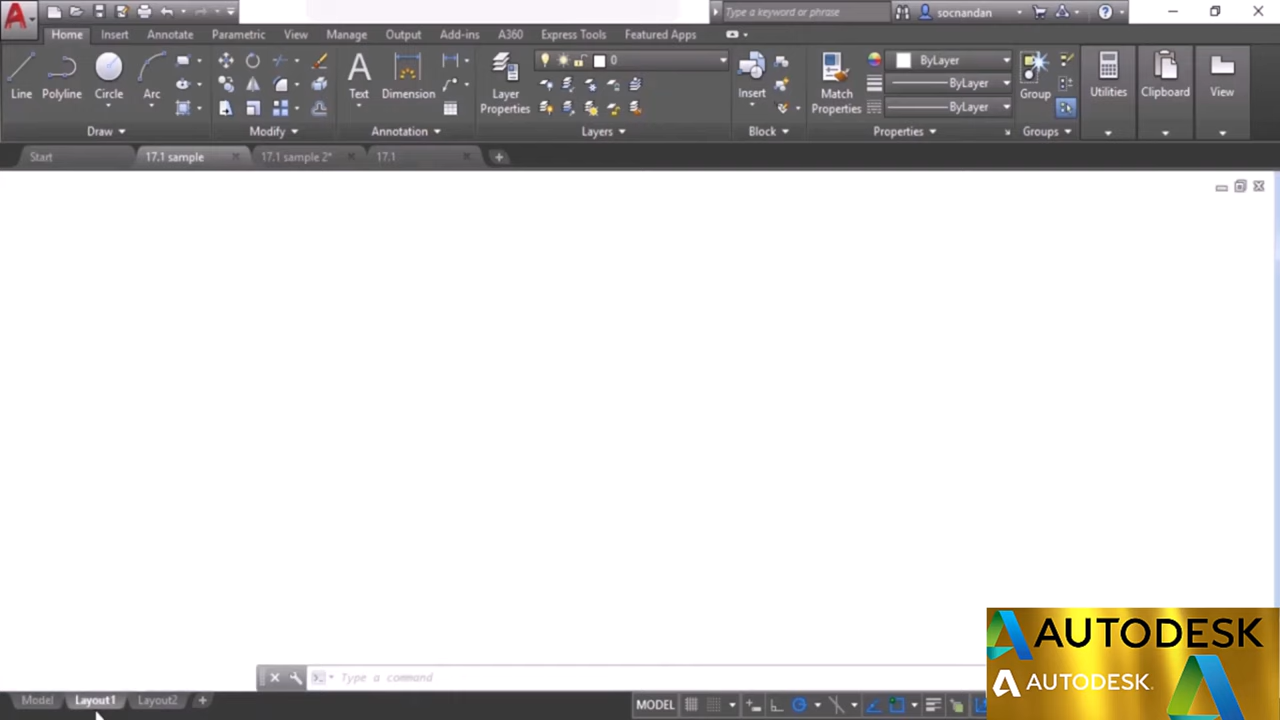 Type a keyword or phrase
socnandan
Home Insert Annotate Parametric View Manage Output Add-ins A360 Express Tools Featured Apps
0
ByLayer
ByLayer
ByLayer
Line Polyline Circle Arc
Text Dimension
Layer Properties
Insert
Match Properties
Group
Utilities Clipboard View
Draw Modify Annotation Layers Block Properties Groups
Start 17.1 sample 17.1 sample 2* 17.1
Type a command
Model Layout1 Layout2
MODEL
AUTODESK
AUTODESK.